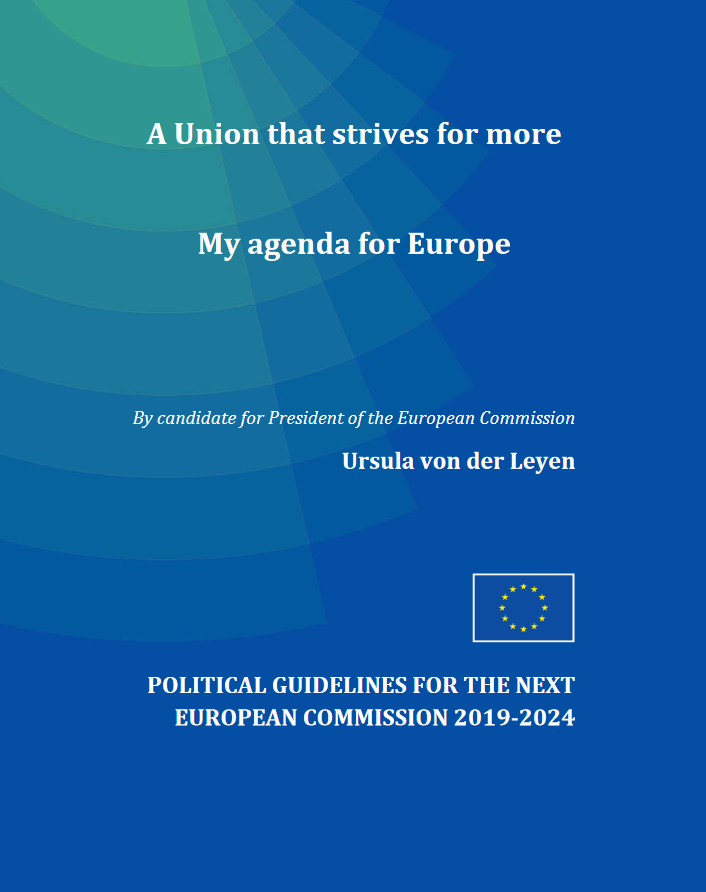 A Union that strives for more
My agenda for Europe
By candidate for President of the European Commission
Ursula von der Leyen
POLITICAL GUIDELINES FOR THE NEXT
EUROPEAN COMMISSION 2019-2024